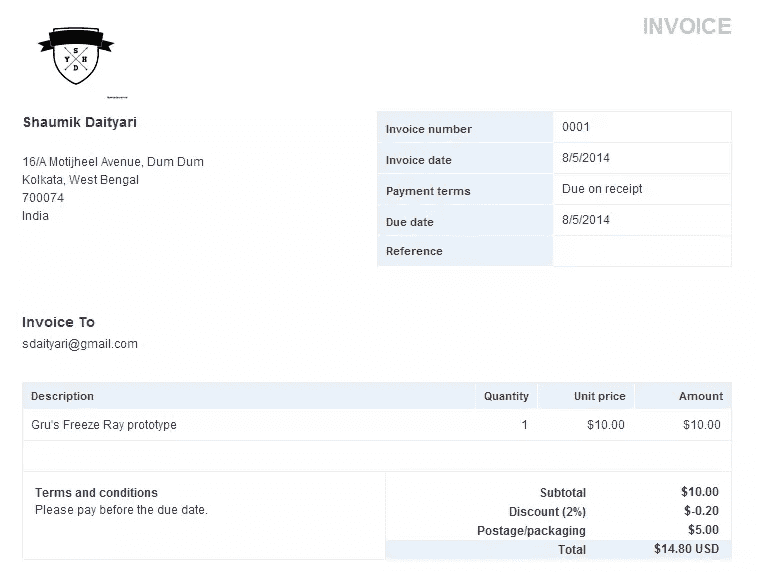 INVOICE
S
Y H
D
Shaumik Daityari
16/A Motijheel Avenue, Dum Dum
Kolkata, West Bengal
700074
India
Invoice number 0001
Invoice date 8/5/2014
Payment terms Due on receipt
Due date 8/5/2014
Reference
Invoice To
sdaityari@gmail.com
Description Quantity Unit price Amount
Gru's Freeze Ray prototype 1 $10.00 $10.00
Terms and conditions
Please pay before the due date.
Subtotal $10.00
Discount (2%) $-0.20
Postage/packaging $5.00
Total $14.80 USD